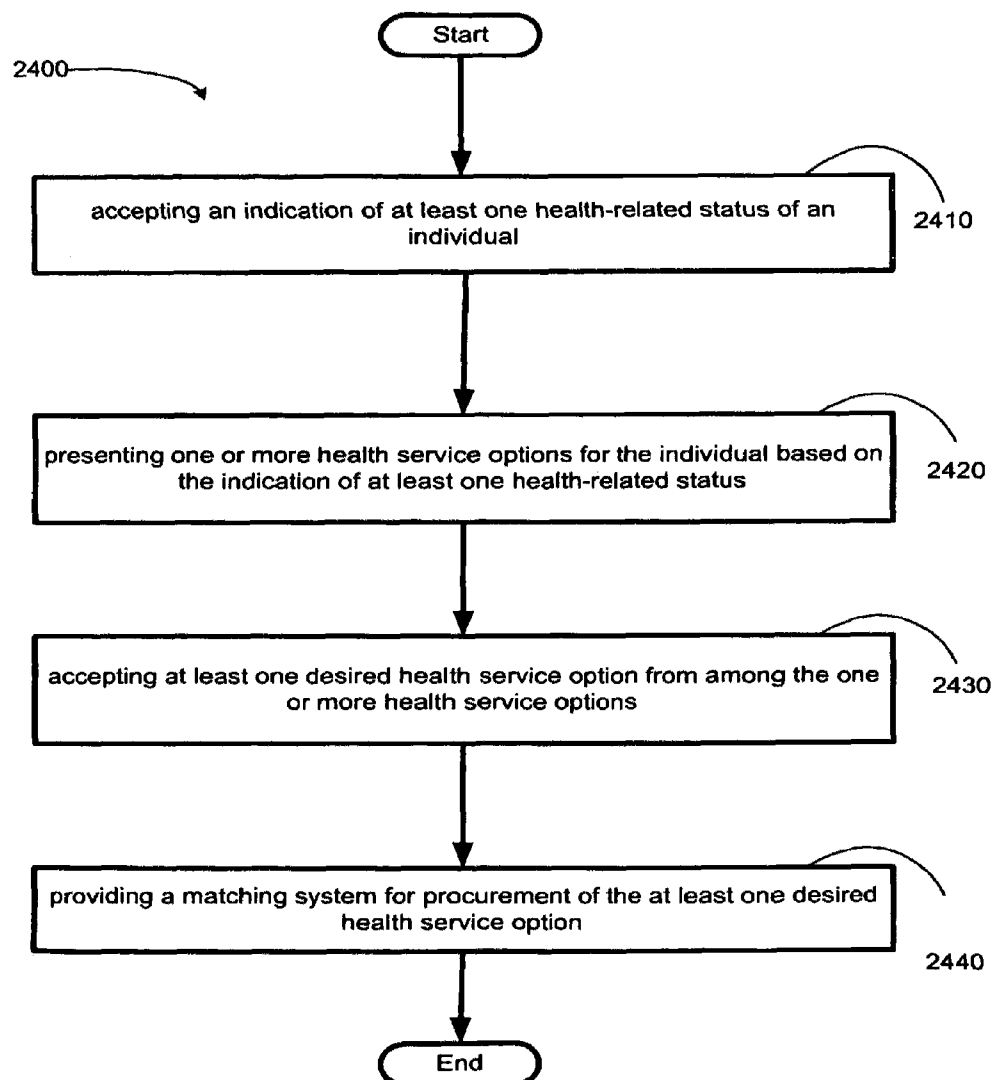 Start
2400
accepting an indication of at least one health-related status of an
individual
2410
presenting one or more health service options for the individual based on
the indication of at least one health-related status
2420
accepting at least one desired health service option from among the one
or more health service options
2430
providing a matching system for procurement of the at least one desired
health service option
2440
End